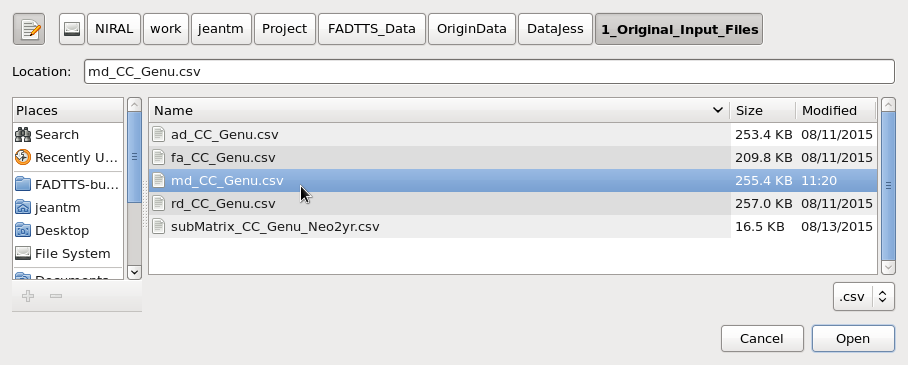 NIRAL work jeantm Project FADTTS_Data OriginData DataJess 1_Original_Input_Files
Location: md_CC_Genu.csv
Places
Search
Recently U...
FADTTS-bu...
jeantm
Desktop
File System
Documents
Name Size Modified
ad_CC_Genu.csv 253.4 KB 08/11/2015
fa_CC_Genu.csv 209.8 KB 08/11/2015
md_CC_Genu.csv 255.4 KB 11:20
rd_CC_Genu.csv 257.0 KB 08/11/2015
subMatrix_CC_Genu_Neo2yr.csv 16.5 KB 08/13/2015
.csv
Cancel Open